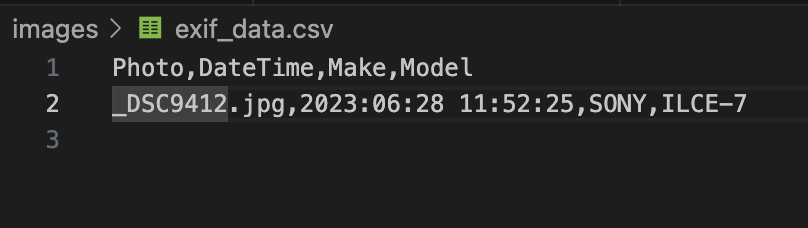 images > exif_data.csv
1 Photo,DateTime,Make,Model
2 _DSC9412.jpg,2023:06:28 11:52:25,SONY,ILCE-7
3